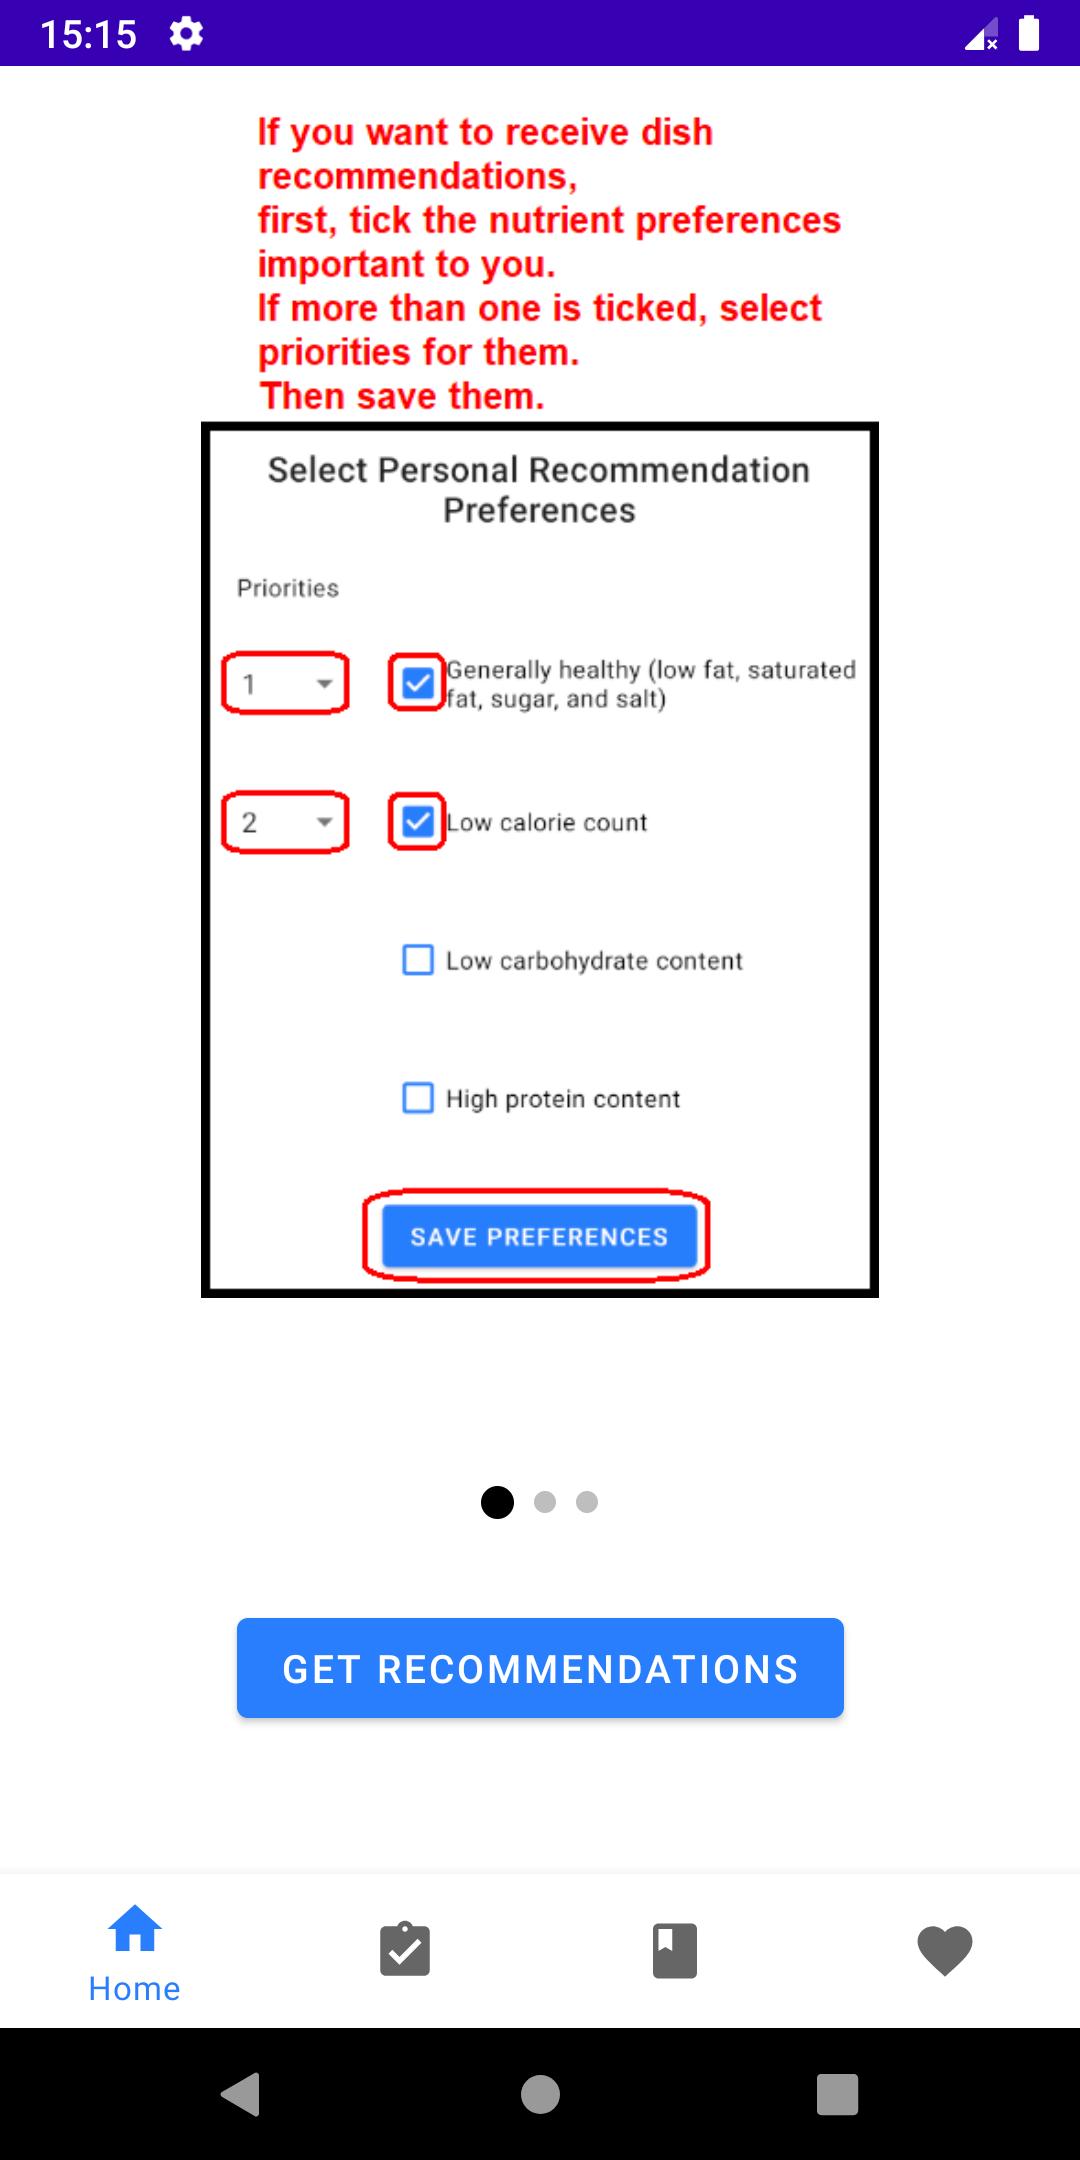 15:15
If you want to receive dish
recommendations,
first, tick the nutrient preferences
important to you.
If more than one is ticked, select
priorities for them.
Then save them.
Select Personal Recommendation
Preferences
Priorities
1
Generally healthy (low fat, saturated
fat, sugar, and salt)
2
Low calorie count
Low carbohydrate content
High protein content
SAVE PREFERENCES
GET RECOMMENDATIONS
Home